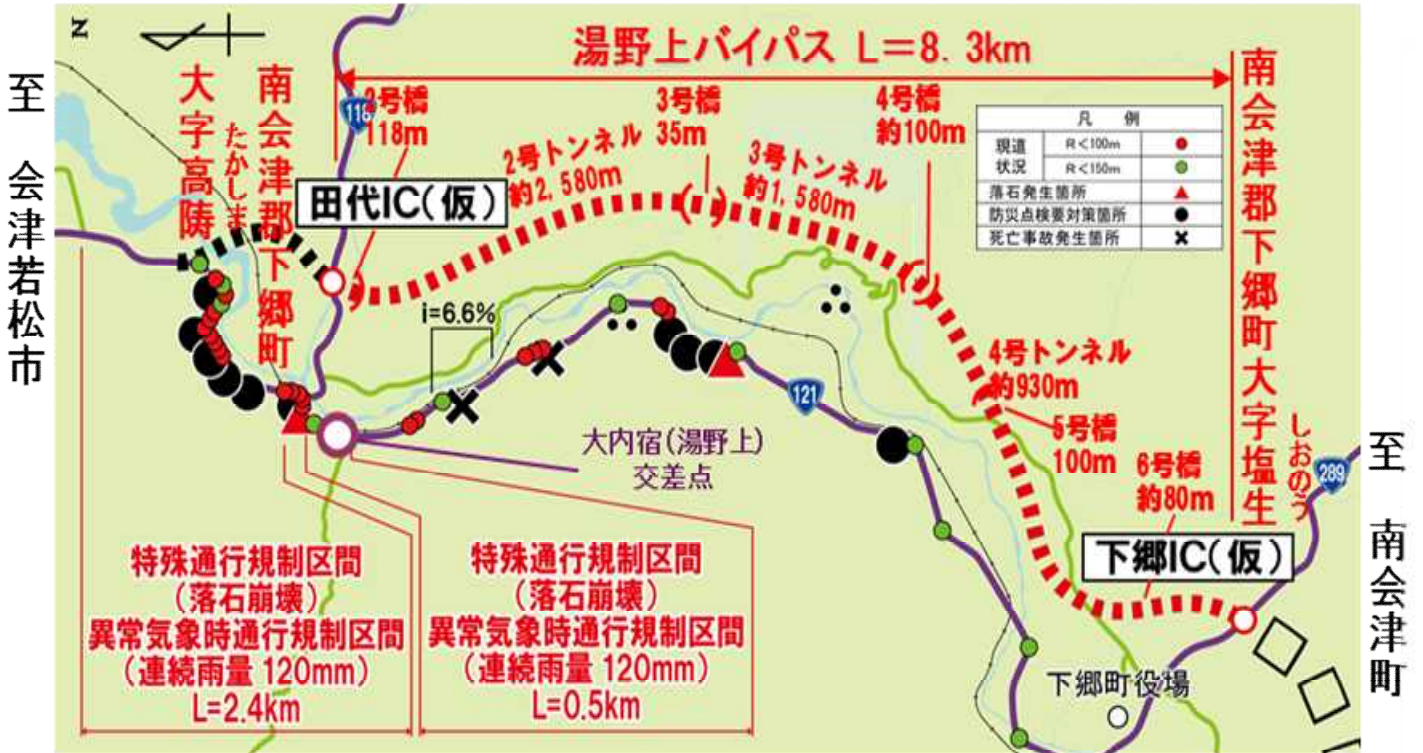 N
湯野上バイパス L=8.3km
至 会津若松市
大字高陦
たかしま
南会津郡下郷町
118
2号橋
118m
田代IC(仮)
2号トンネル
約2,580m
3号橋
35m
3号トンネル
約1,580m
4号橋
約100m
凡 例
現道
状況
R<100m
R<150m
落石発生箇所
防災点検要対策箇所
死亡事故発生箇所
南会津郡下郷町大字塩生
しおのう
i=6.6%
4号トンネル
約930m
121
5号橋
100m
大内宿(湯野上)
交差点
6号橋
約80m
289
至 南会津町
下郷IC(仮)
下郷町役場
特殊通行規制区間
(落石崩壊)
異常気象時通行規制区間
(連続雨量 120mm)
L=2.4km
特殊通行規制区間
(落石崩壊)
異常気象時通行規制区間
(連続雨量 120mm)
L=0.5km